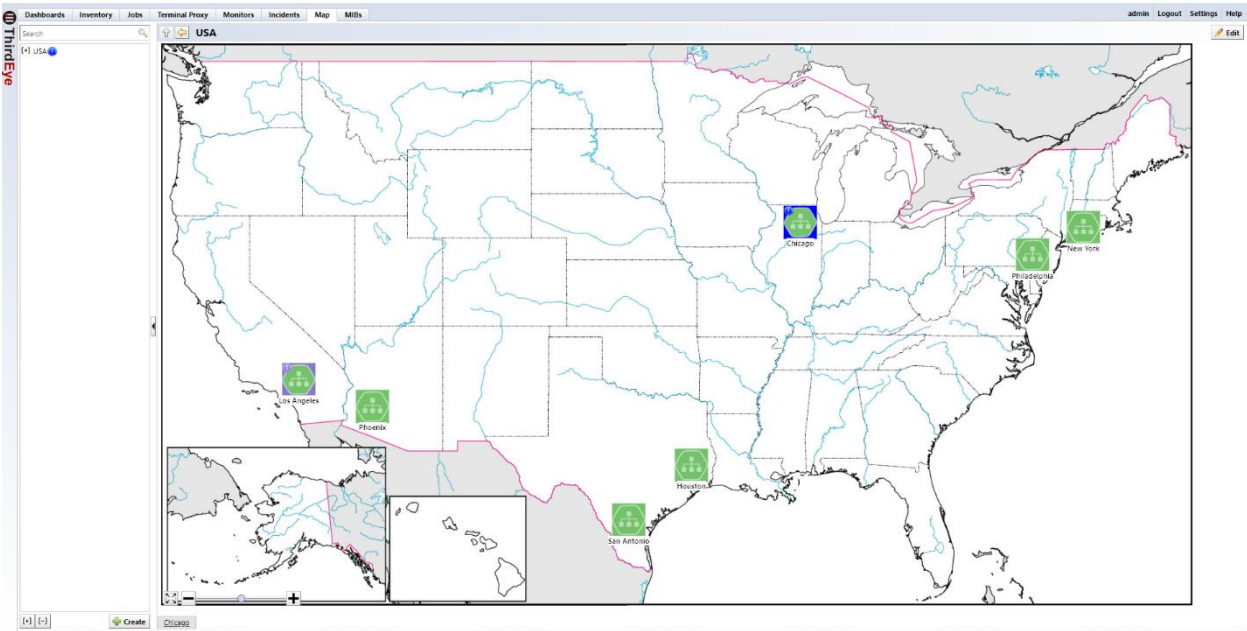 Dashboards Inventory Jobs Terminal Proxy Monitors Incidents Map MIBs
admin Logout Settings Help
ThirdEye
Search
USA
Edit
[+] USA
Chicago
New York
Philadelphia
Los Angeles
Phoenix
Houston
San Antonio
[+] [-] Create
Chicago